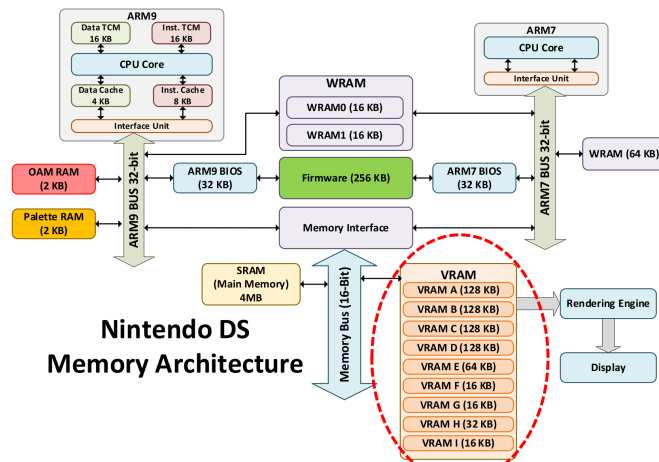 ARM9
Data TCM
16 KB
Inst. TCM
16 KB
CPU Core
Data Cache
4 KB
Inst. Cache
8 KB
Interface Unit
ARM7
CPU Core
Interface Unit
WRAM
WRAM0 (16 KB)
WRAM1 (16 KB)
ARM9 BUS 32-bit
ARM7 BUS 32-bit
WRAM (64 KB)
OAM RAM
(2 KB)
ARM9 BIOS
(32 KB)
Firmware (256 KB)
ARM7 BIOS
(32 KB)
Palette RAM
(2 KB)
Memory Interface
SRAM
(Main Memory)
4MB
Memory Bus (16-Bit)
VRAM
VRAM A (128 KB)
VRAM B (128 KB)
VRAM C (128 KB)
VRAM D (128 KB)
VRAM E (64 KB)
VRAM F (16 KB)
VRAM G (16 KB)
VRAM H (32 KB)
VRAM I (16 KB)
Rendering Engine
Display
Nintendo DS
Memory Architecture